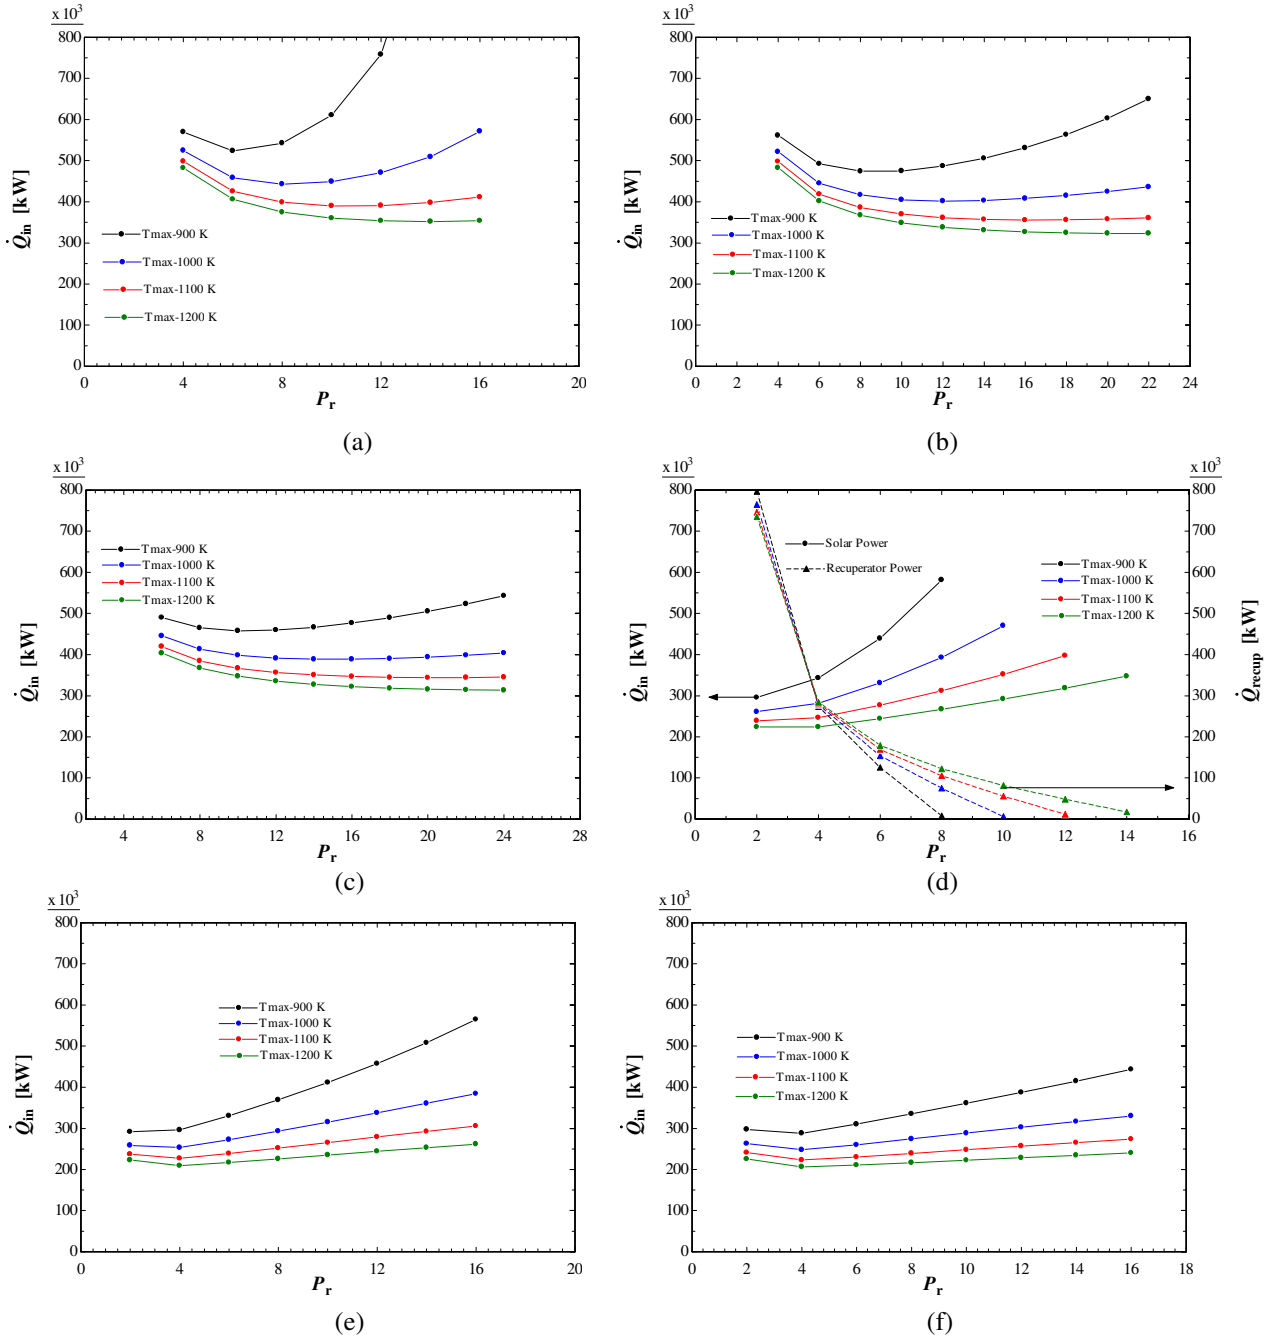 x 10³
800
700
600
500
400
300
200
100
0
Q̇in [kW]
Tmax-900 K
Tmax-1000 K
Tmax-1100 K
Tmax-1200 K
0 4 8 12 16 20
Pr
(a)
x 10³
800
700
600
500
400
300
200
100
0
Q̇in [kW]
Tmax-900 K
Tmax-1000 K
Tmax-1100 K
Tmax-1200 K
0 2 4 6 8 10 12 14 16 18 20 22 24
Pr
(b)
x 10³
800
700
600
500
400
300
200
100
0
Q̇in [kW]
Tmax-900 K
Tmax-1000 K
Tmax-1100 K
Tmax-1200 K
4 8 12 16 20 24 28
Pr
(c)
x 10³
800
700
600
500
400
300
200
100
0
Q̇in [kW]
Solar Power
Recuperator Power
Tmax-900 K
Tmax-1000 K
Tmax-1100 K
Tmax-1200 K
x 10³
800
700
600
500
400
300
200
100
0
Q̇recup [kW]
0 2 4 6 8 10 12 14 16
Pr
(d)
x 10³
800
700
600
500
400
300
200
100
0
Q̇in [kW]
Tmax-900 K
Tmax-1000 K
Tmax-1100 K
Tmax-1200 K
0 4 8 12 16 20
Pr
(e)
x 10³
800
700
600
500
400
300
200
100
0
Q̇in [kW]
Tmax-900 K
Tmax-1000 K
Tmax-1100 K
Tmax-1200 K
0 2 4 6 8 10 12 14 16 18
Pr
(f)